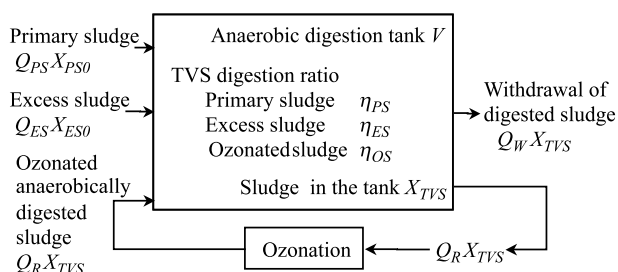 Primary sludge
Q_PS X_PS0
Excess sludge
Q_ES X_ES0
Ozonated
anaerobically
digested
sludge
Q_R X_TVS
Anaerobic digestion tank V
TVS digestion ratio
Primary sludge η_PS
Excess sludge η_ES
Ozonated sludge η_OS
Sludge in the tank X_TVS
Withdrawal of
digested sludge
Q_W X_TVS
Ozonation
Q_R X_TVS